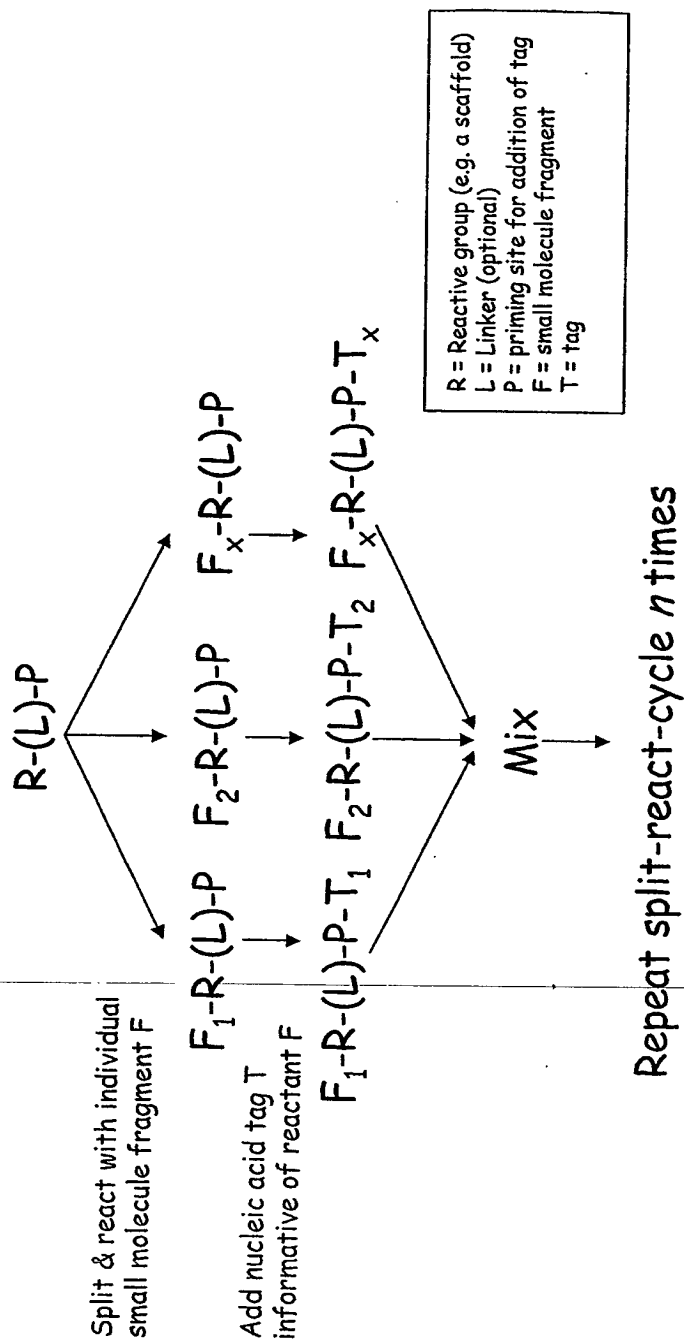 R-(L)-P
Split & react with individual
small molecule fragment F
F₁-R-(L)-P F₂-R-(L)-P Fₓ-R-(L)-P
Add nucleic acid tag T
informative of reactant F
F₁-R-(L)-P-T₁ F₂-R-(L)-P-T₂ Fₓ-R-(L)-P-Tₓ
Mix
Repeat split-react-cycle n times
R = Reactive group (e.g. a scaffold)
L = Linker (optional)
P = priming site for addition of tag
F = small molecule fragment
T = tag